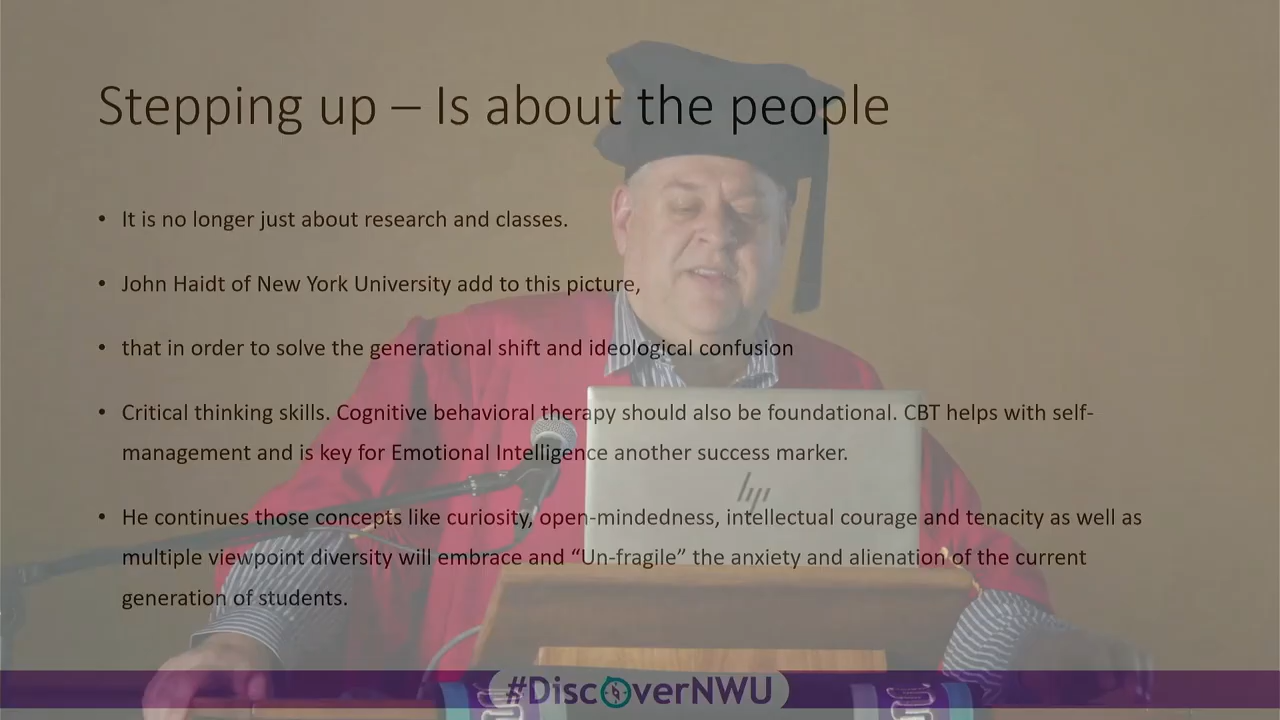 Stepping up – Is about the people
• It is no longer just about research and classes.
• John Haidt of New York University add to this picture,
• that in order to solve the generational shift and ideological confusion
• Critical thinking skills. Cognitive behavioral therapy should also be foundational. CBT helps with self-
management and is key for Emotional Intelligence another success marker.
• He continues those concepts like curiosity, open-mindedness, intellectual courage and tenacity as well as
multiple viewpoint diversity will embrace and “Un-fragile” the anxiety and alienation of the current
generation of students.
hp
#DiscOverNWU